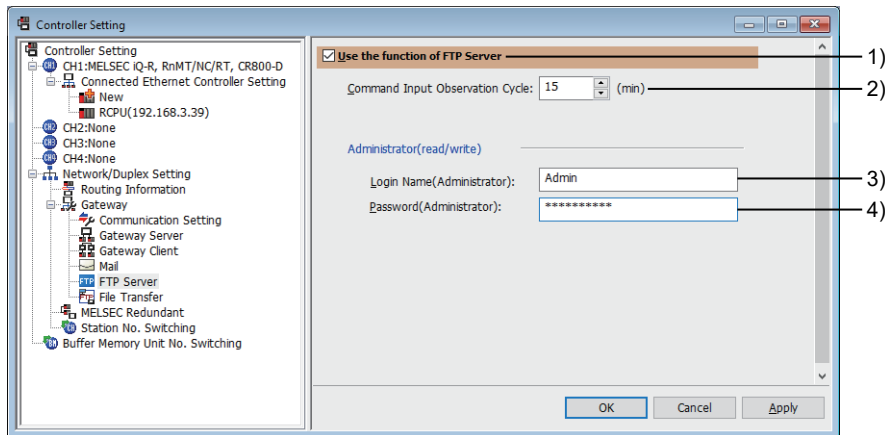 Controller Setting
Controller Setting
CH1:MELSEC iQ-R, RnMT/NC/RT, CR800-D
Connected Ethernet Controller Setting
New
RCPU(192.168.3.39)
CH2:None
CH3:None
CH4:None
Network/Duplex Setting
Routing Information
Gateway
Communication Setting
Gateway Server
Gateway Client
Mail
FTP Server
File Transfer
MELSEC Redundant
Station No. Switching
Buffer Memory Unit No. Switching
Use the function of FTP Server
1)
Command Input Observation Cycle: 15 (min)
2)
Administrator(read/write)
Login Name(Administrator): Admin
3)
Password(Administrator): **********
4)
OK Cancel Apply